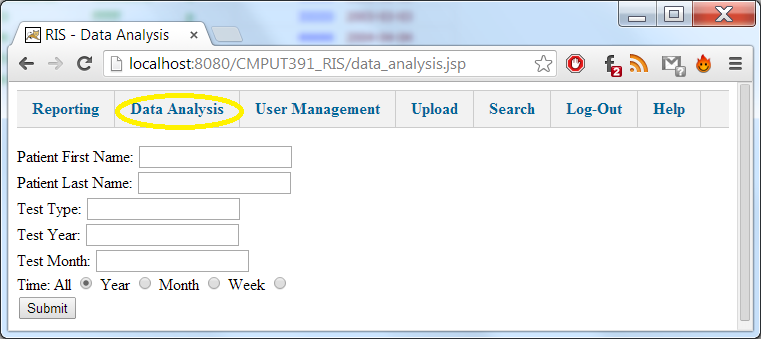 RIS - Data Analysis
localhost:8080/CMPUT391_RIS/data_analysis.jsp
2
?
Reporting Data Analysis User Management Upload Search Log-Out Help
Patient First Name:
Patient Last Name:
Test Type:
Test Year:
Test Month:
Time: All Year Month Week
Submit